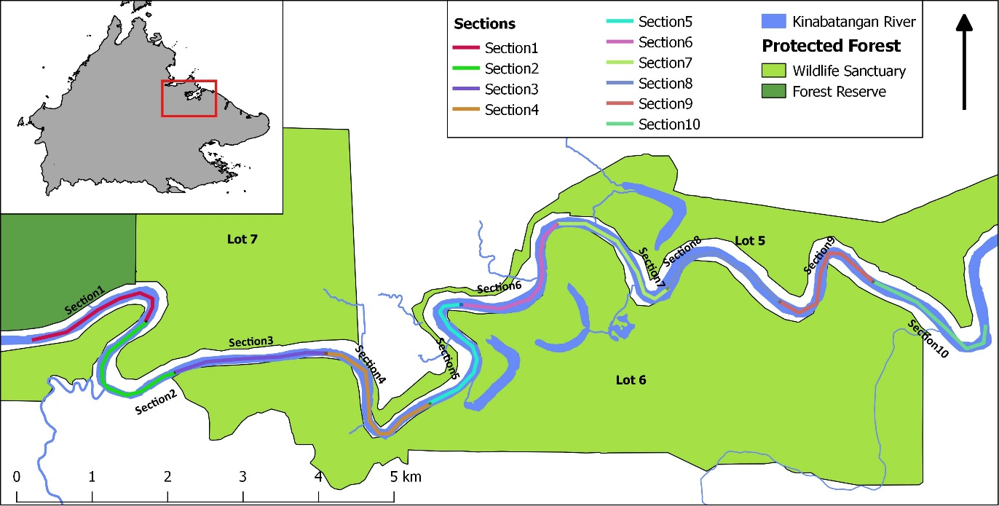 Sections
Section1
Section2
Section3
Section4
Section5
Section6
Section7
Section8
Section9
Section10
Kinabatangan River
Protected Forest
Wildlife Sanctuary
Forest Reserve
Lot 7
Lot 5
Section8
Section9
Section7
Section6
Section1
Section3
Section10
Section5
Section4
Lot 6
Section2
0 1 2 3 4 5 km